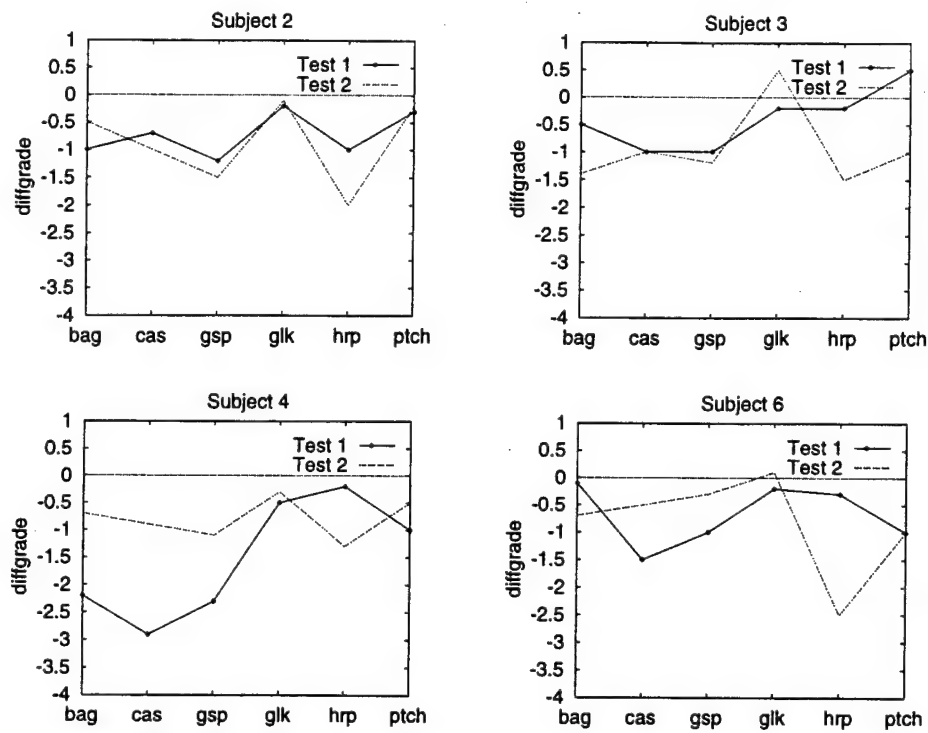 Subject 2
1
0.5
0
-0.5
-1
-1.5
-2
-2.5
-3
-3.5
-4
diffgrade
Test 1
Test 2
bag cas gsp glk hrp ptch
Subject 3
1
0.5
0
-0.5
-1
-1.5
-2
-2.5
-3
-3.5
-4
diffgrade
Test 1
Test 2
bag cas gsp glk hrp ptch
Subject 4
1
0.5
0
-0.5
-1
-1.5
-2
-2.5
-3
-3.5
-4
diffgrade
Test 1
Test 2
bag cas gsp glk hrp ptch
Subject 6
1
0.5
0
-0.5
-1
-1.5
-2
-2.5
-3
-3.5
-4
diffgrade
Test 1
Test 2
bag cas gsp glk hrp ptch